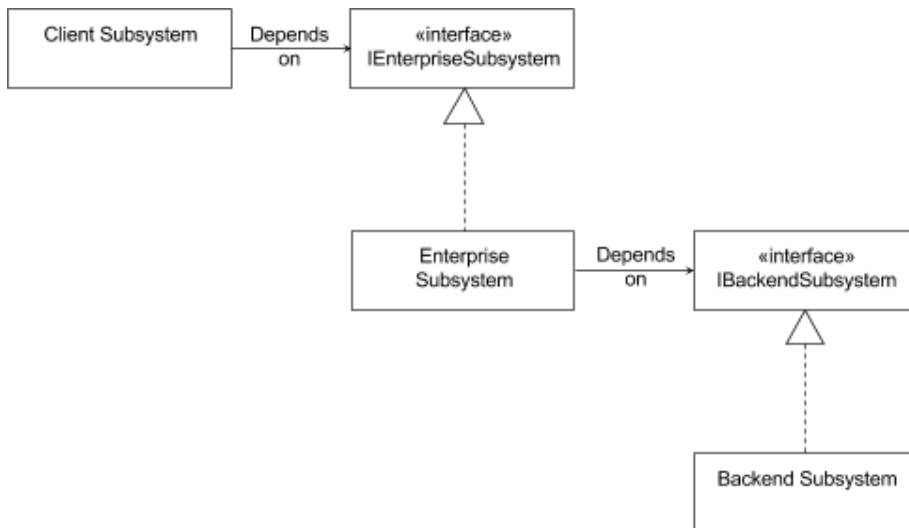 Client Subsystem
Depends
on
«interface»
IEnterpriseSubsystem
Enterprise
Subsystem
Depends
on
«interface»
IBackendSubsystem
Backend Subsystem